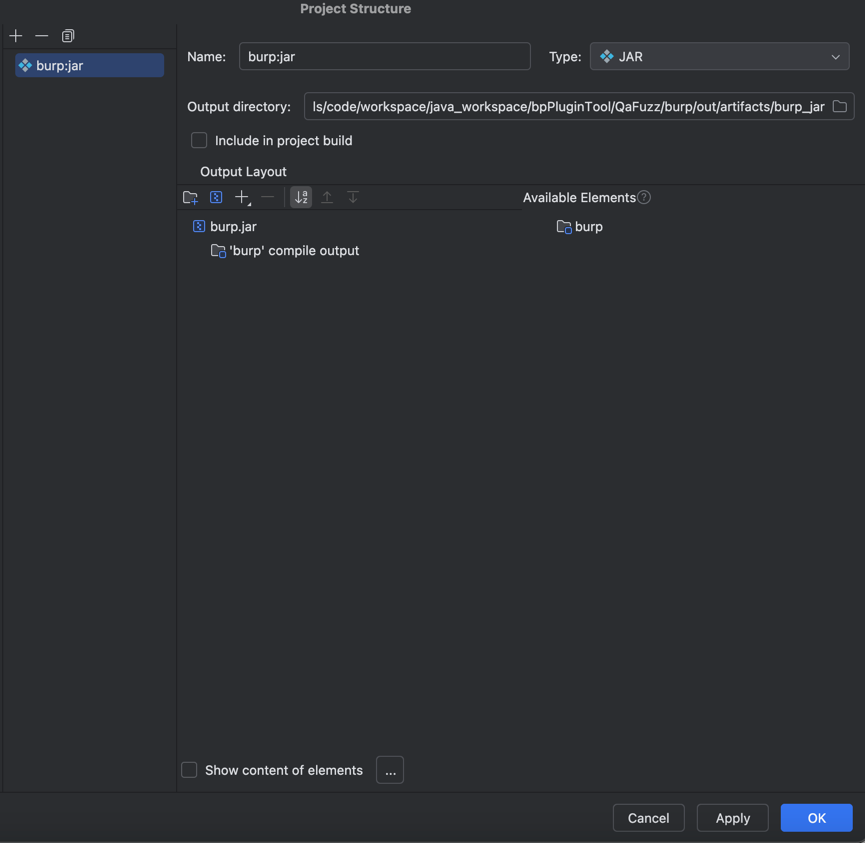 Project Structure
burp:jar
Name: burp:jar Type: JAR
Output directory: ls/code/workspace/java_workspace/bpPluginTool/QaFuzz/burp/out/artifacts/burp_jar
Include in project build
Output Layout
Available Elements ?
burp.jar
burp
'burp' compile output
Show content of elements ...
Cancel Apply OK